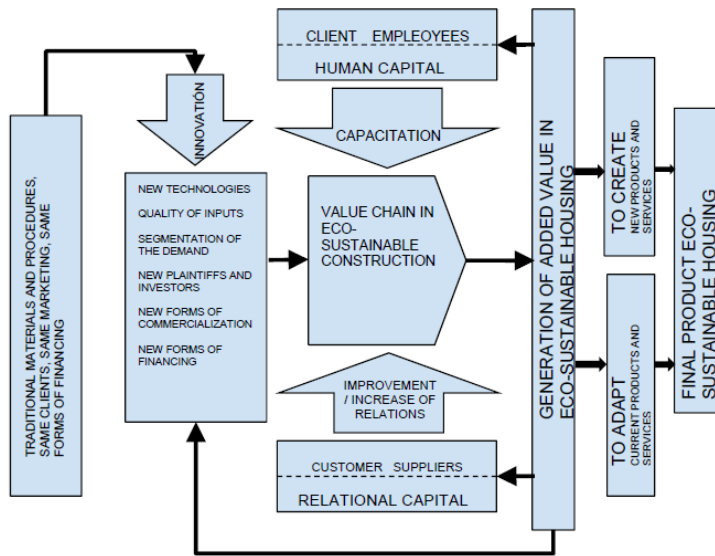 TRADITIONAL MATERIALS AND PROCEDURES,
SAME CLIENTS, SAME MARKETING, SAME
FORMS OF FINANCING
INNOVATIÓN
NEW TECHNOLOGIES
QUALITY OF INPUTS
SEGMENTATION OF
THE DEMAND
NEW PLAINTIFFS AND
INVESTORS
NEW FORMS OF
COMMERCIALIZATION
NEW FORMS OF
FINANCING
CLIENT EMPLEOYEES
HUMAN CAPITAL
CAPACITATION
VALUE CHAIN IN
ECO-
SUSTAINABLE
CONSTRUCTION
IMPROVEMENT
/ INCREASE OF
RELATIONS
CUSTOMER SUPPLIERS
RELATIONAL CAPITAL
GENERATION OF ADDED VALUE IN
ECO-SUSTAINABLE HOUSING
TO CREATE
NEW PRODUCTS AND
SERVICES
TO ADAPT
CURRENT PRODUCTS AND
SERVICES
FINAL PRODUCT ECO-
SUSTAINABLE HOUSING